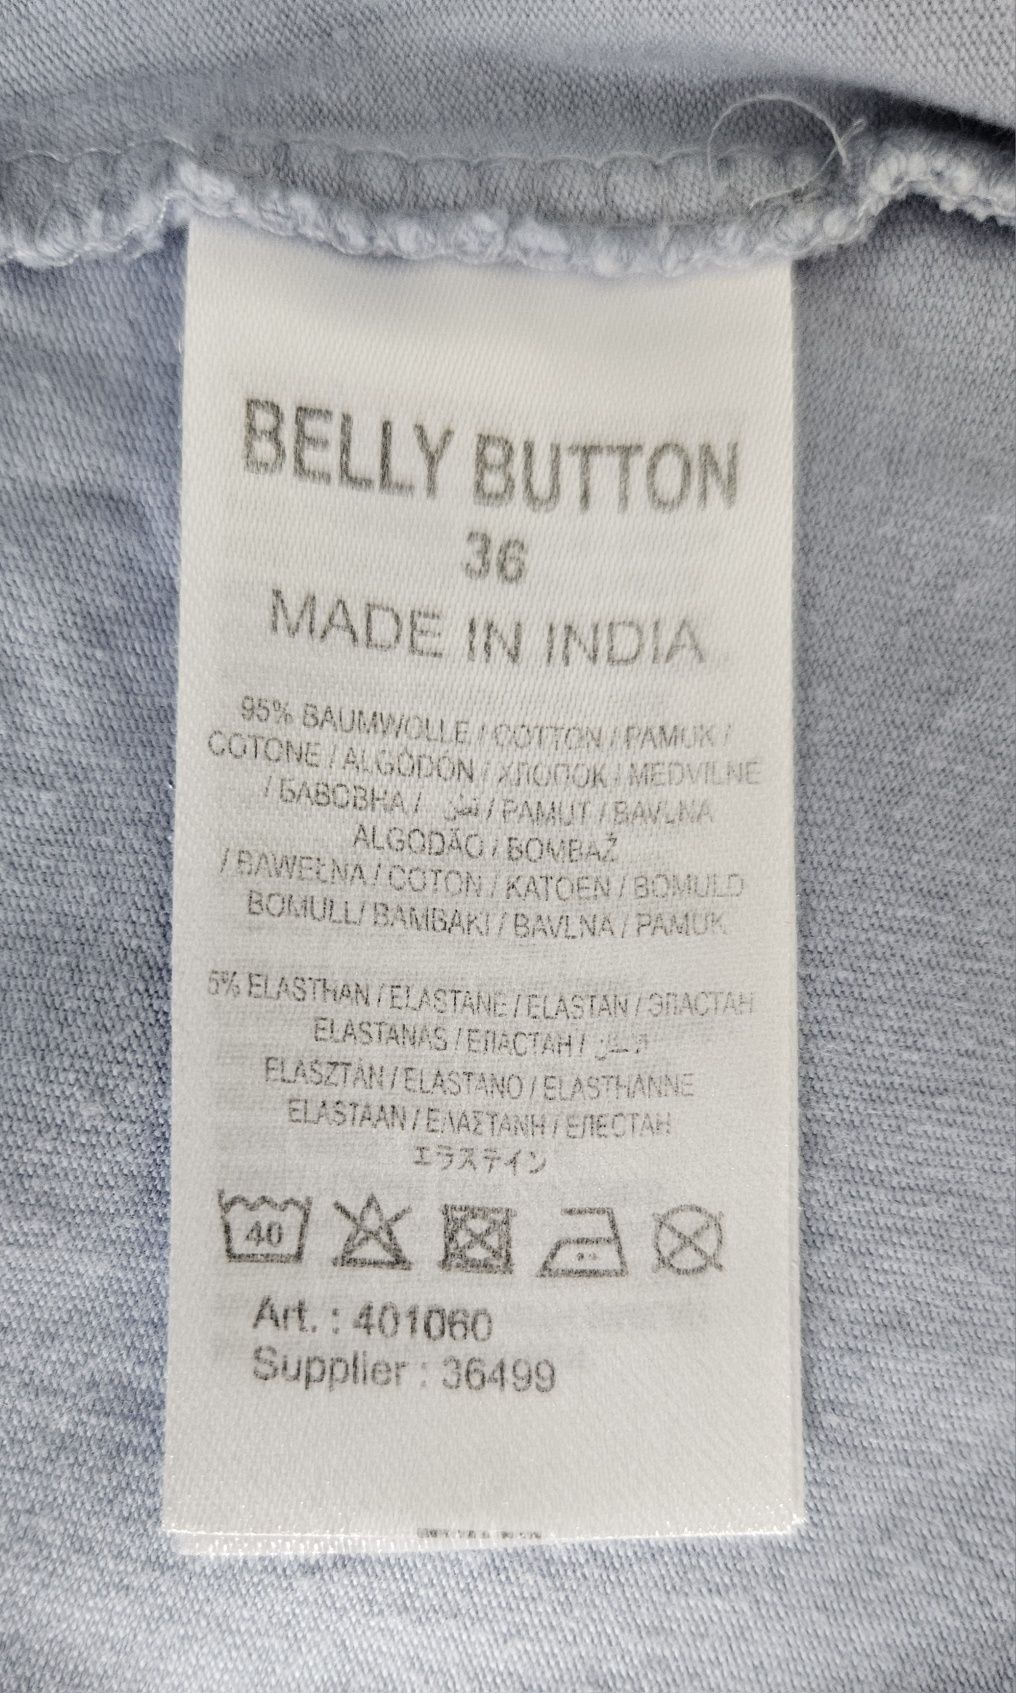 BELLY BUTTON
36
MADE IN INDIA
95% BAUMWOLLE / COTTON / PAMUK /
COTONE / ALGODON / ХЛОПОК / MEDVILNE
/ БАВОВНА / قطن / PAMUT / BAVLNA
ALGODÃO / BOMBAŽ
/ BAWEŁNA / COTON / KATOEN / BOMULD
BOMULL/ BAMBAKI / BAVLNA / PAMUK
5% ELASTHAN / ELASTANE / ELASTAN / ЭЛАСТАН
ELASTANAS / ЕЛАСТАН /
ELASZTÁN / ELASTANO / ELASTHANNE
ELASTAAN / ΕΛΑΣΤΑΝΗ / ЕЛЕСТАН
エラステイン
40
Art. : 401060
Supplier : 36499